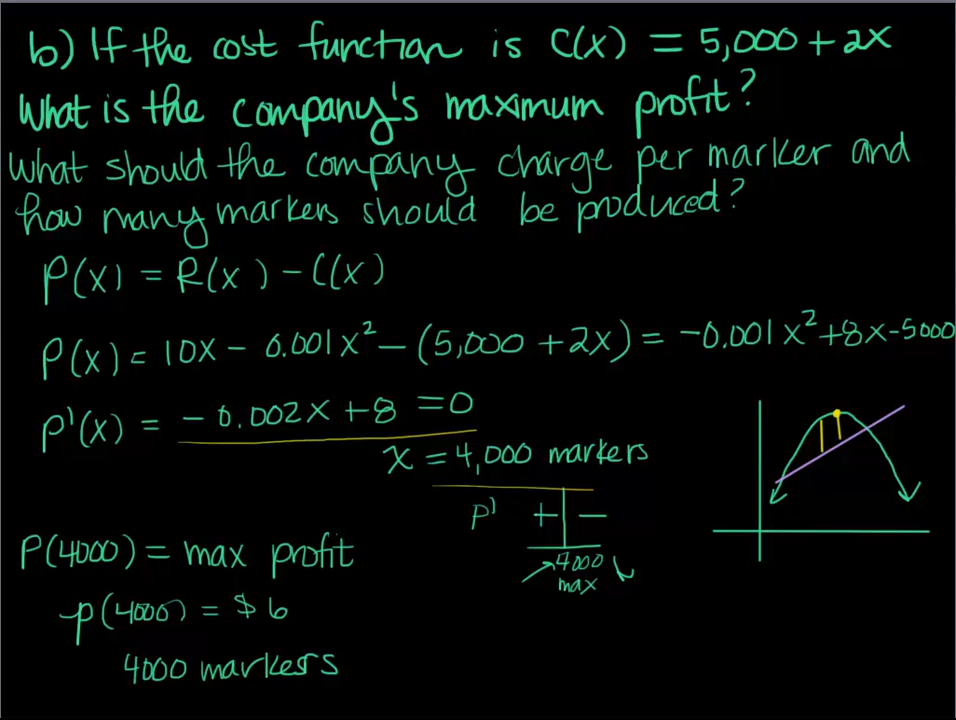 b) If the cost function is C(x) = 5,000 + 2x
What is the company's maximum profit?
What should the company charge per marker and
how many markers should be produced?
P(x) = R(x) - C(x)
P(x) = 10x - 0.001x² - (5,000 + 2x) = -0.001x² + 8x - 5000
P'(x) = -0.002x + 8 = 0
x = 4,000 markers
P' + -
4000
max
P(4000) = max profit
p(4000) = $6
4000 markers